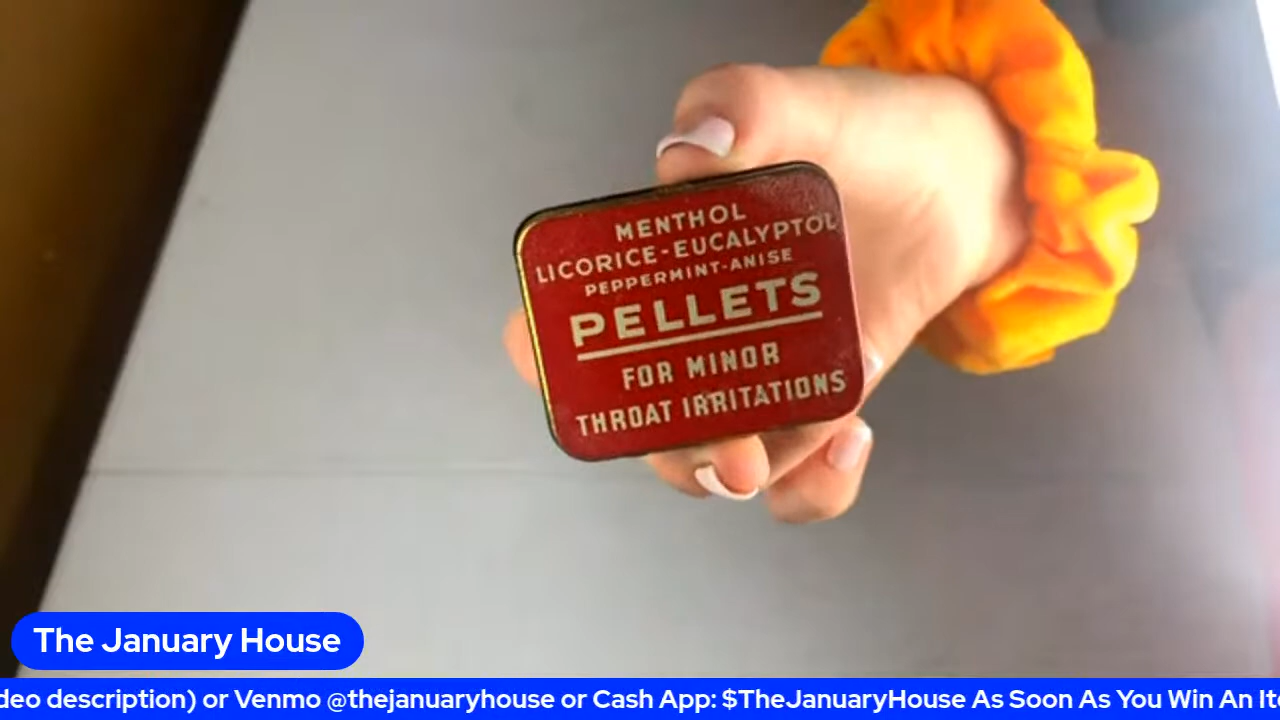 MENTHOL
LICORICE-EUCALYPTOL
PEPPERMINT-ANISE
PELLETS
FOR MINOR
THROAT IRRITATIONS
The January House
deo description) or Venmo @thejanuaryhouse or Cash App: $TheJanuaryHouse As Soon As You Win An It